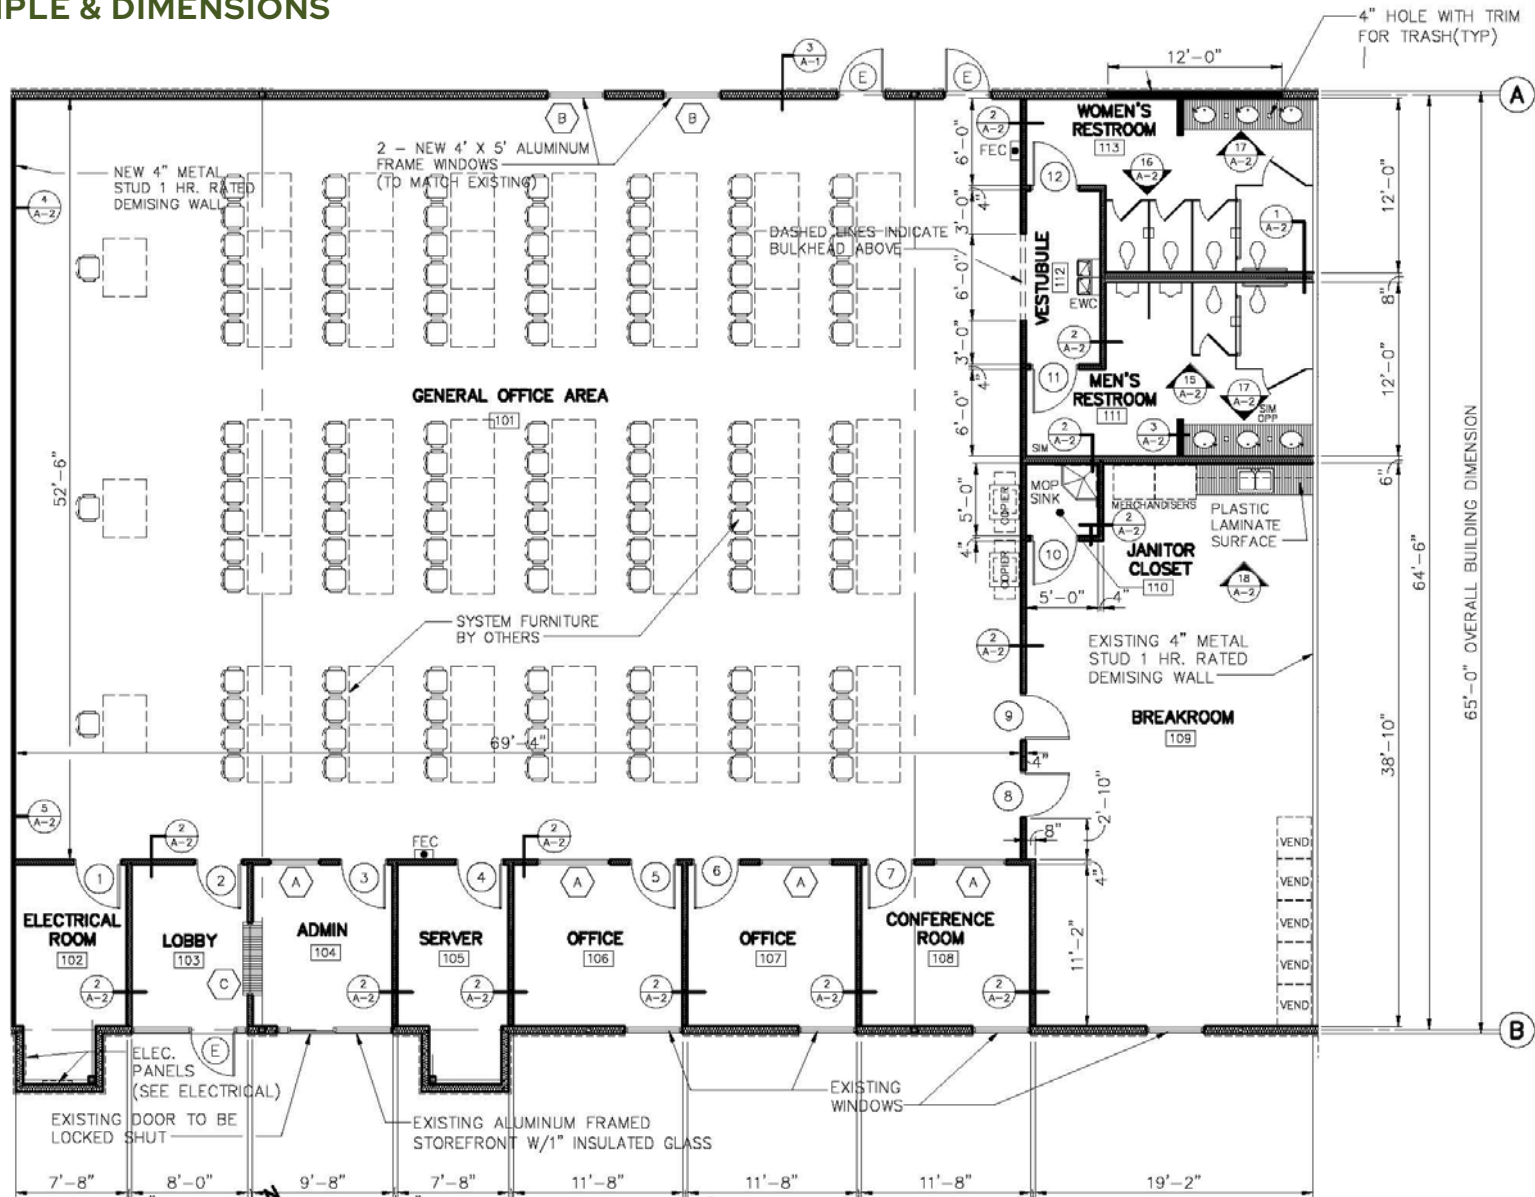 MPLE & DIMENSIONS
4" HOLE WITH TRIM
FOR TRASH(TYP)
12'-0"
3
A-1
E
E
A
B
B
2 - NEW 4' X 5' ALUMINUM
FRAME WINDOWS
(TO MATCH EXISTING)
NEW 4" METAL
STUD 1 HR. RATED
DEMISING WALL
4
A-2
2
A-2
FEC
6'-0"
WOMEN'S
RESTROOM
113
16
A-2
17
A-2
12
4"
3'-0"
1
A-2
12'-0"
DASHED LINES INDICATE
BULKHEAD ABOVE
VESTUBULE
112
EWC
6'-0"
8"
2
A-2
3'-0"
4"
11
MEN'S
RESTROOM
111
15
A-2
17
A-2
SIM
OPP
12'-0"
6'-0"
SIM
2
A-2
3
A-2
GENERAL OFFICE AREA
101
52'-6"
6"
MOP
SINK
MERCHANDISERS
PLASTIC
LAMINATE
SURFACE
5'-0"
COPIER
2
A-2
4"
COPIER
10
JANITOR
CLOSET
110
18
A-2
5'-0"
4"
64'-6"
65'-0" OVERALL BUILDING DIMENSION
SYSTEM FURNITURE
BY OTHERS
2
A-2
EXISTING 4" METAL
STUD 1 HR. RATED
DEMISING WALL
9
BREAKROOM
109
69'-4"
4"
38'-10"
8
2'-10"
5
A-2
2
A-2
FEC
2
A-2
8"
4"
VEND
VEND
VEND
VEND
VEND
1
2
A
3
4
A
5
6
A
7
A
ELECTRICAL
ROOM
102
LOBBY
103
ADMIN
104
SERVER
105
OFFICE
106
OFFICE
107
CONFERENCE
ROOM
108
11'-2"
C
2
A-2
2
A-2
2
A-2
2
A-2
2
A-2
B
E
ELEC.
PANELS
(SEE ELECTRICAL)
EXISTING DOOR TO BE
LOCKED SHUT
EXISTING ALUMINUM FRAMED
STOREFRONT W/1" INSULATED GLASS
EXISTING
WINDOWS
7'-8"
8'-0"
9'-8"
7'-8"
11'-8"
11'-8"
11'-8"
19'-2"